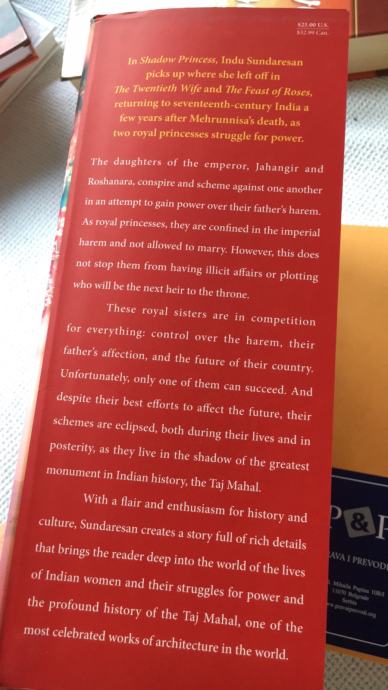 $25.00 U.S.
$32.99 Can.
In Shadow Princess, Indu Sundaresan
picks up where she left off in
The Twentieth Wife and The Feast of Roses,
returning to seventeenth-century India a
few years after Mehrunnisa's death, as
two royal princesses struggle for power.
The daughters of the emperor, Jahangir and
Roshanara, conspire and scheme against one another
in an attempt to gain power over their father's harem.
As royal princesses, they are confined in the imperial
harem and not allowed to marry. However, this does
not stop them from having illicit affairs or plotting
who will be the next heir to the throne.
These royal sisters are in competition
for everything: control over the harem, their
father's affection, and the future of their country.
Unfortunately, only one of them can succeed. And
despite their best efforts to affect the future, their
schemes are eclipsed, both during their lives and in
posterity, as they live in the shadow of the greatest
monument in Indian history, the Taj Mahal.
With a flair and enthusiasm for history and
culture, Sundaresan creates a story full of rich details
that brings the reader deep into the world of the lives
of Indian women and their struggles for power and
the profound history of the Taj Mahal, one of the
most celebrated works of architecture in the world.
P&P
RAVA I PREVODI
11070 Belgrade
Serbia